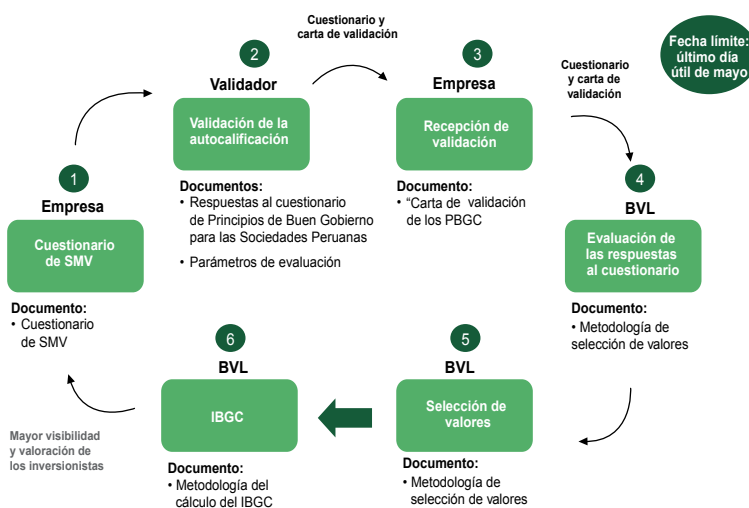 1
Empresa
Cuestionario
de SMV
Documento:
• Cuestionario
de SMV
2
Validador
Validación de la
autocalificación
Documentos:
• Respuestas al cuestionario
de Principios de Buen Gobierno
para las Sociedades Peruanas
• Parámetros de evaluación
Cuestionario y
carta de validación
3
Empresa
Recepción de
validación
Documento:
• “Carta de validación
de los PBGC
Cuestionario
y carta de
validación
Fecha límite:
último día
útil de mayo
4
BVL
Evaluación de
las respuestas
al cuestionario
Documento:
• Metodología de
selección de valores
5
BVL
Selección de
valores
Documento:
• Metodología de
selección de valores
6
BVL
IBGC
Documento:
• Metodología del
cálculo del IBGC
Mayor visibilidad
y valoración de
los inversionistas